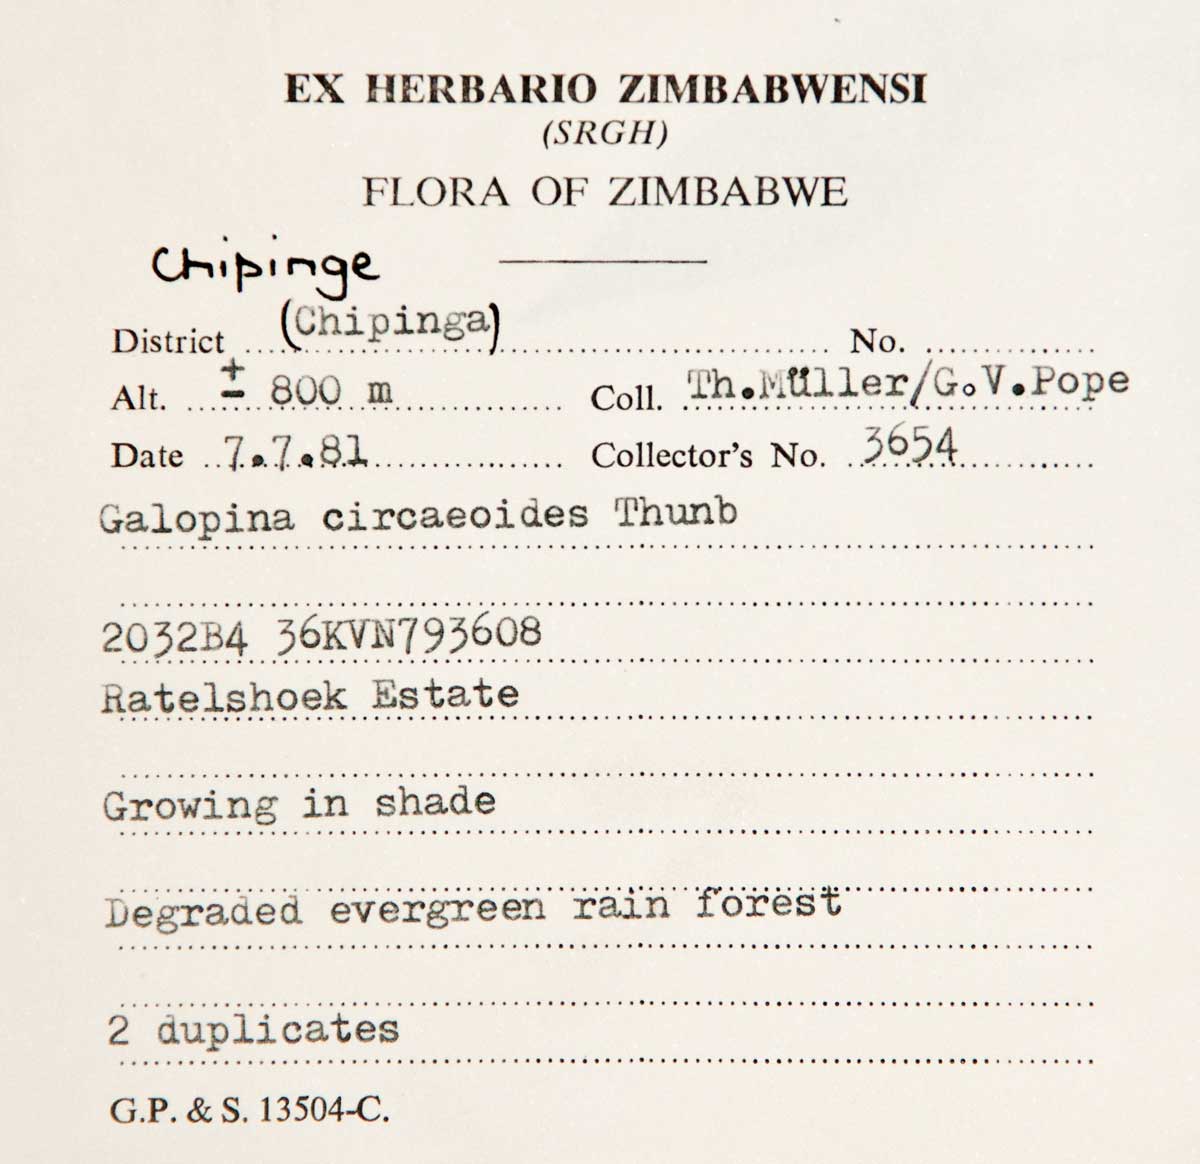 EX HERBARIO ZIMBABWENSI
(SRGH)
FLORA OF ZIMBABWE
Chipinge
District (Chipinga) No.
Alt. ± 800 m Coll. Th.Müller/G.V.Pope
Date 7.7.81 Collector's No. 3654
Galopina circaeoides Thunb
2032B4 36KVN793608
Ratelshoek Estate
Growing in shade
Degraded evergreen rain forest
2 duplicates
G.P. & S. 13504-C.